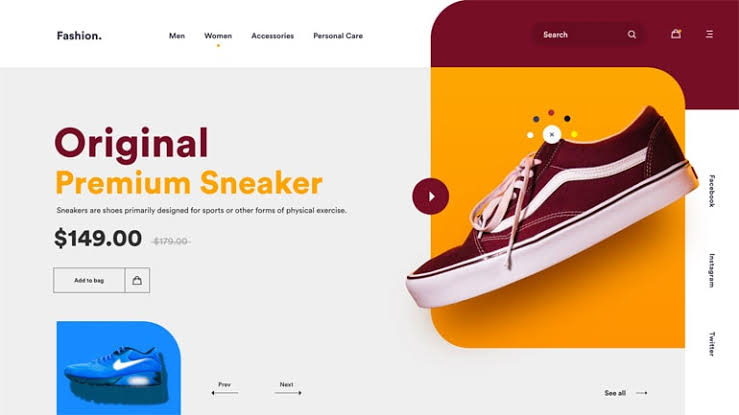 Fashion.
Men Women Accessories Personal Care
Search
Original
Premium Sneaker
Sneakers are shoes primarily designed for sports or other forms of physical exercise.
$149.00 $179.00
Add to bag
Prev Next
See all
Facebook
Instagram
Twitter